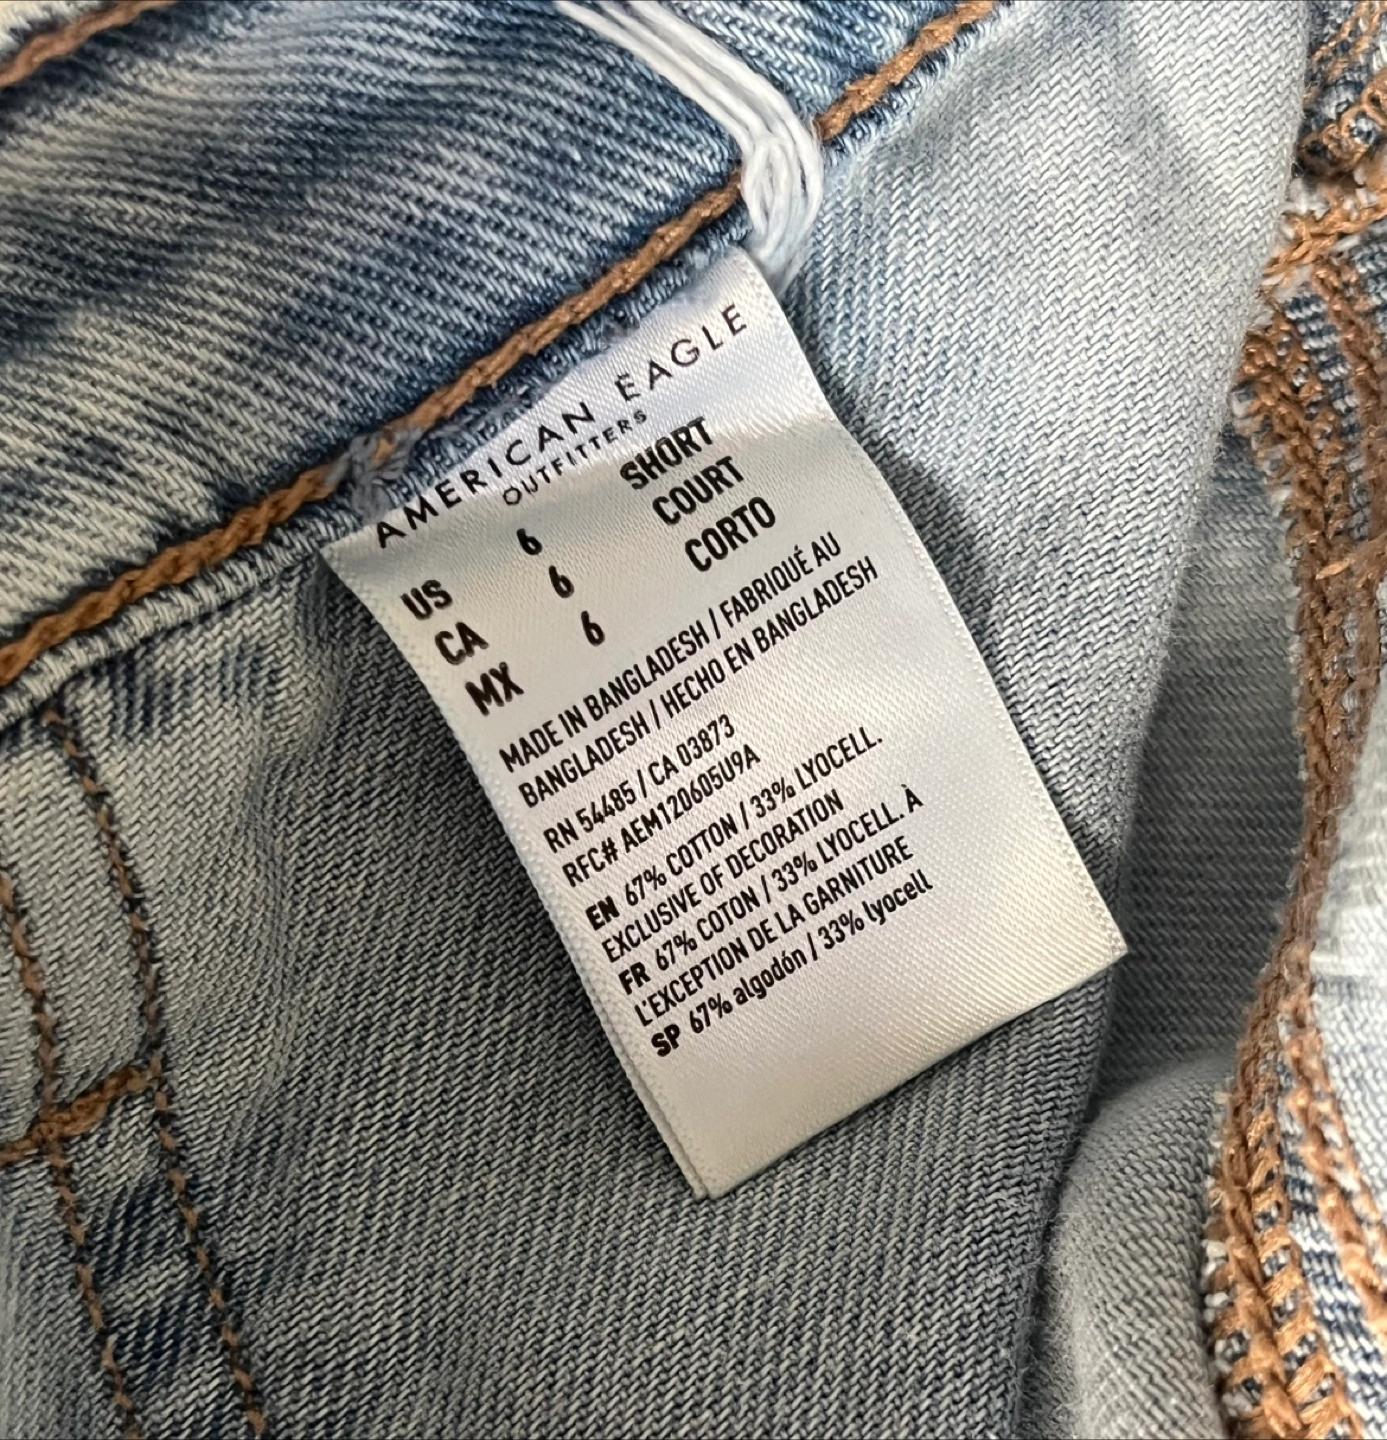 AMERICAN EAGLE
OUTFITTERS
US 6 SHORT
CA 6 COURT
MX 6 CORTO
MADE IN BANGLADESH / FABRIQUÉ AU
BANGLADESH / HECHO EN BANGLADESH
RN 54485 / CA 03873
RFC# AEM120605U9A
EN 67% COTTON / 33% LYOCELL.
EXCLUSIVE OF DECORATION
FR 67% COTON / 33% LYOCELL. À
L'EXCEPTION DE LA GARNITURE
SP 67% algodón / 33% lyocell